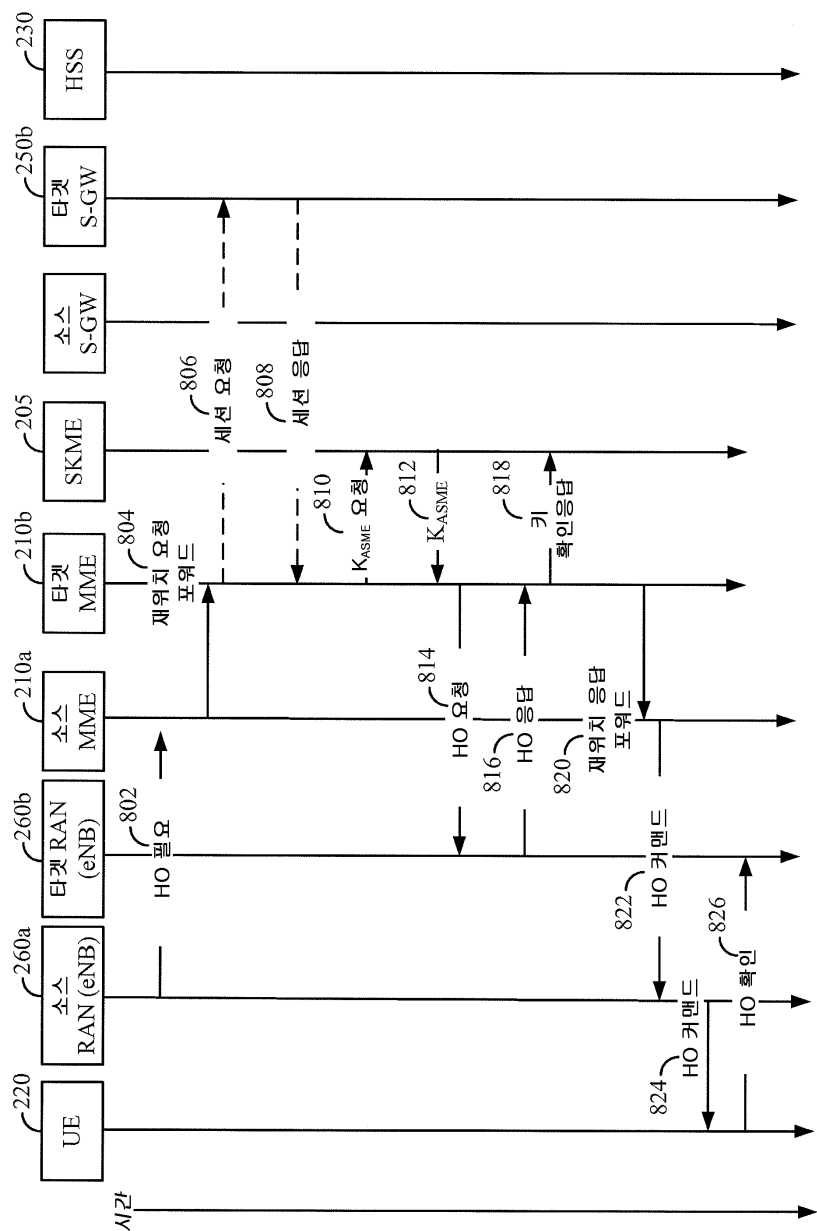 시간
220
UE
260a
소스
RAN (eNB)
260b
타겟 RAN
(eNB)
210a
소스
MME
210b
타겟
MME
205
SKME
소스
S-GW
250b
타겟
S-GW
230
HSS
802
HO 필요
804
재위치 요청
포워드
806
세션 요청
808
세션 응답
810
KASME 요청
812
KASME
814
HO 요청
816
HO 응답
818
키
확인응답
820
재위치 응답
포워드
822
HO 커맨드
824
HO 커맨드
826
HO 확인